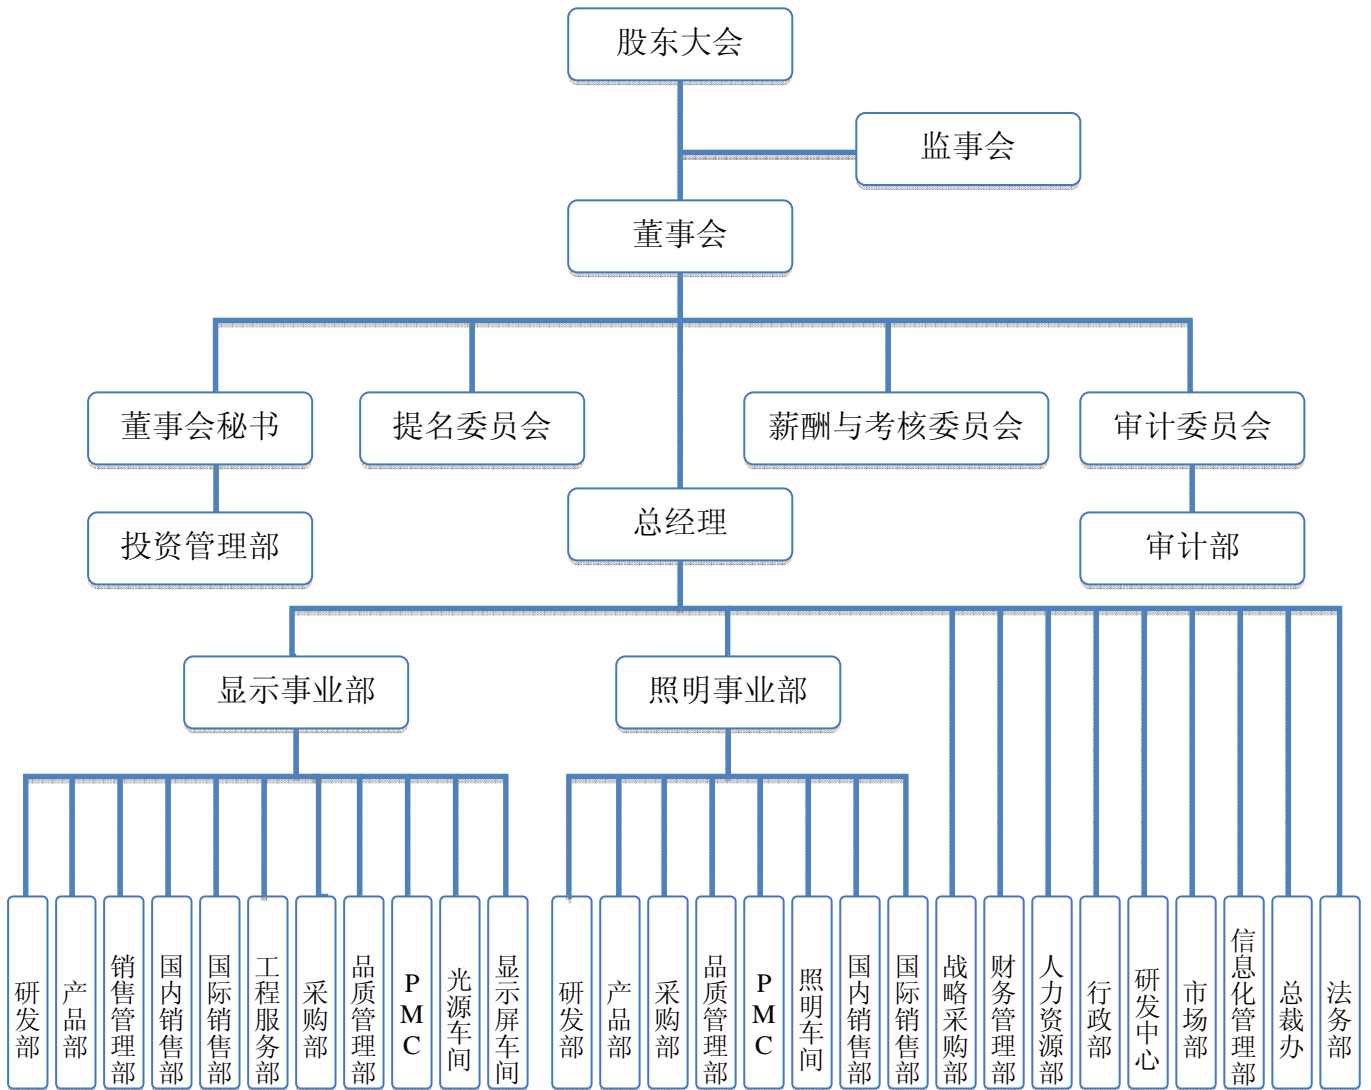 股东大会
监事会
董事会
董事会秘书
提名委员会
薪酬与考核委员会
审计委员会
总经理
投资管理部
审计部
显示事业部
照明事业部
研发部
产品部
销售管理部
国内销售部
国际销售部
工程服务部
采购部
品质管理部
PMC
光源车间
显示屏车间
研发部
产品部
采购部
品质管理部
PMC
照明车间
国内销售部
国际销售部
战略采购部
财务管理部
人力资源部
行政部
研发中心
市场部
信息化管理部
总裁办
法务部